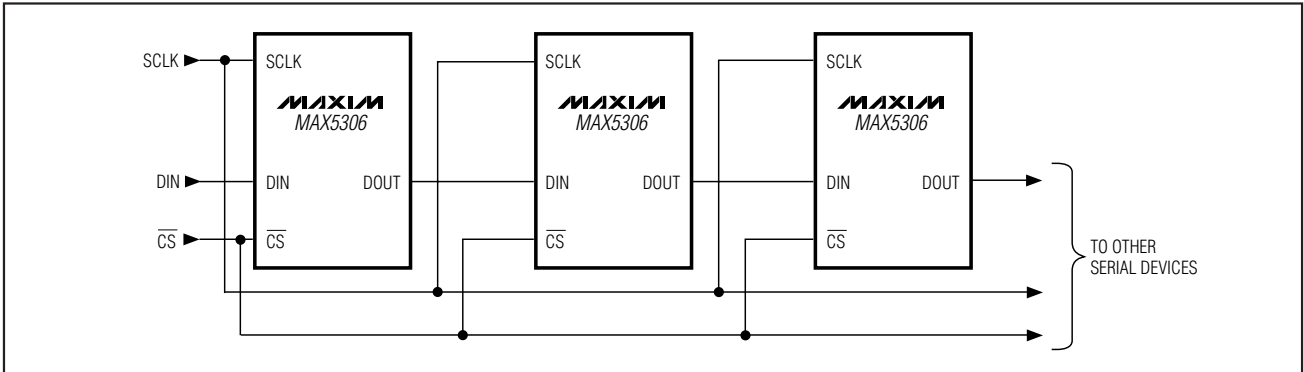 SCLK
SCLK
MAXIM
MAX5306
DIN
DIN
DOUT
CS
CS
SCLK
MAXIM
MAX5306
DIN
DOUT
CS
SCLK
MAXIM
MAX5306
DIN
DOUT
CS
TO OTHER
SERIAL DEVICES